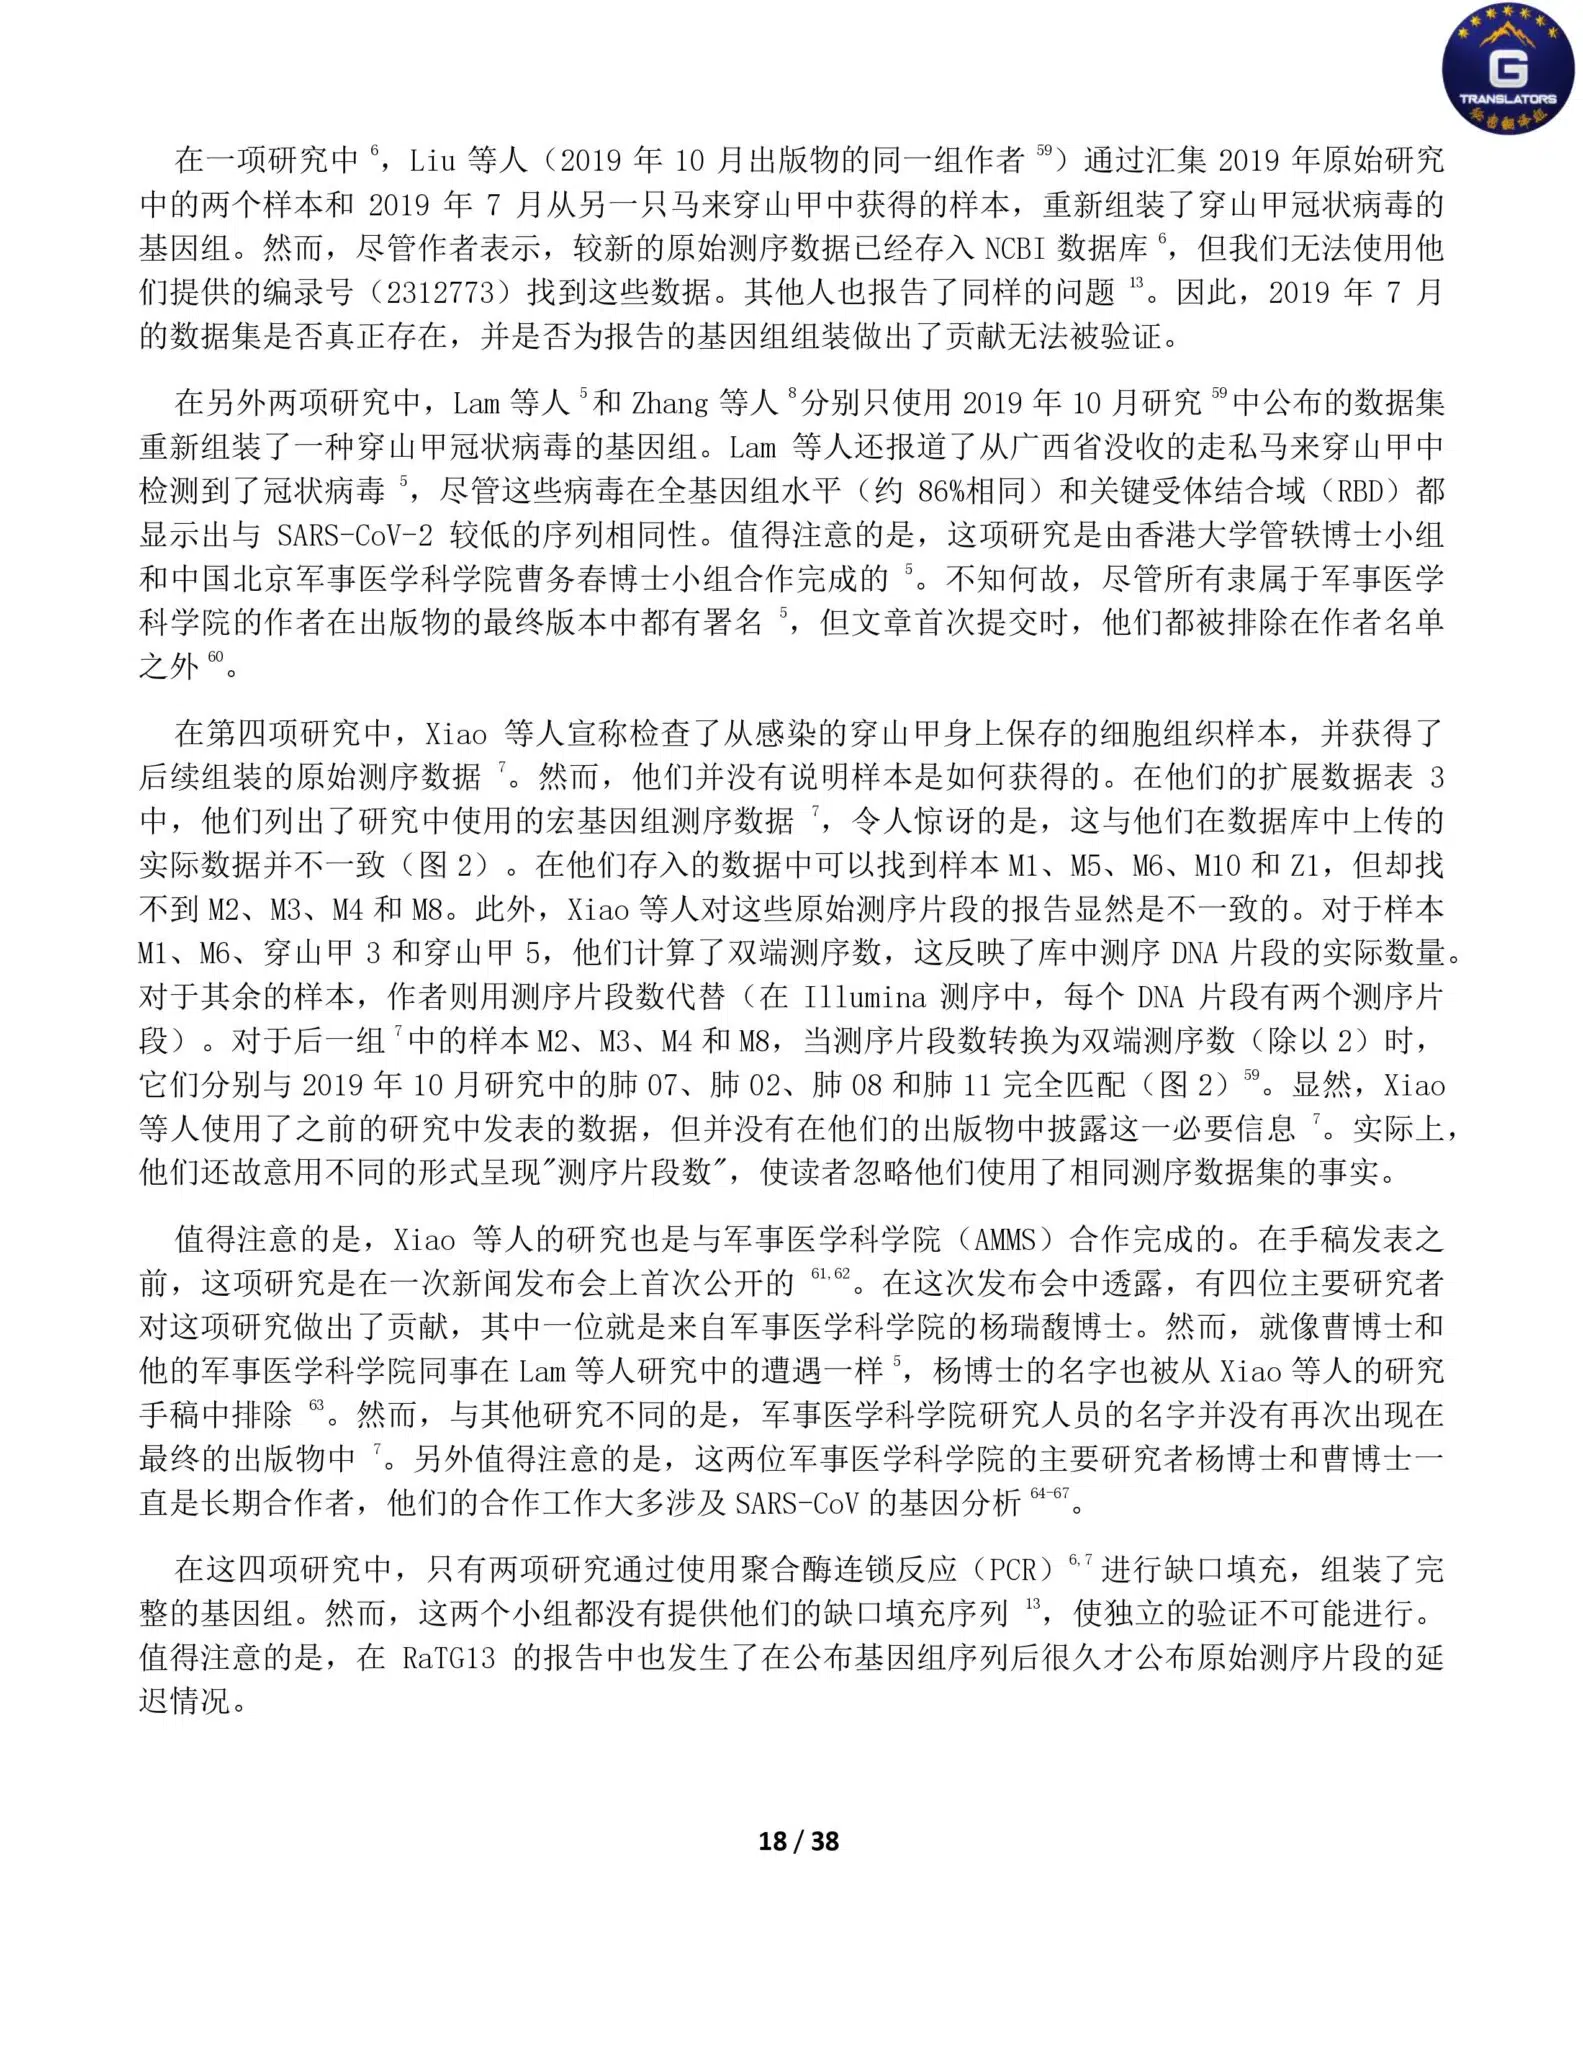 G
TRANSLATORS
秘密翻译组
在一项研究中 6，Liu 等人（2019 年 10 月出版物的同一组作者 59）通过汇集 2019 年原始研究
中的两个样本和 2019 年 7 月从另一只马来穿山甲中获得的样本，重新组装了穿山甲冠状病毒的
基因组。然而，尽管作者表示，较新的原始测序数据已经存入 NCBI 数据库 6，但我们无法使用他
们提供的编录号（2312773）找到这些数据。其他人也报告了同样的问题 13。因此，2019 年 7 月
的数据集是否真正存在，并是否为报告的基因组组装做出了贡献无法被验证。
在另外两项研究中，Lam 等人 5 和 Zhang 等人 8 分别只使用 2019 年 10 月研究 59 中公布的数据集
重新组装了一种穿山甲冠状病毒的基因组。Lam 等人还报道了从广西省没收的走私马来穿山甲中
检测到了冠状病毒 5，尽管这些病毒在全基因组水平（约 86%相同）和关键受体结合域（RBD）都
显示出与 SARS-CoV-2 较低的序列相同性。值得注意的是，这项研究是由香港大学管轶博士小组
和中国北京军事医学科学院曹务春博士小组合作完成的 5。不知何故，尽管所有隶属于军事医学
科学院的作者在出版物的最终版本中都有署名 5，但文章首次提交时，他们都被排除在作者名单
之外 60。
在第四项研究中，Xiao 等人宣称检查了从感染的穿山甲身上保存的细胞组织样本，并获得了
后续组装的原始测序数据 7。然而，他们并没有说明样本是如何获得的。在他们的扩展数据表 3
中，他们列出了研究中使用的宏基因组测序数据 7，令人惊讶的是，这与他们在数据库中上传的
实际数据并不一致（图 2）。在他们存入的数据中可以找到样本 M1、M5、M6、M10 和 Z1，但却找
不到 M2、M3、M4 和 M8。此外，Xiao 等人对这些原始测序片段的报告显然是不一致的。对于样本
M1、M6、穿山甲 3 和穿山甲 5，他们计算了双端测序数，这反映了库中测序 DNA 片段的实际数量。
对于其余的样本，作者则用测序片段数代替（在 Illumina 测序中，每个 DNA 片段有两个测序片
段）。对于后一组 7 中的样本 M2、M3、M4 和 M8，当测序片段数转换为双端测序数（除以 2）时，
它们分别与 2019 年 10 月研究中的肺 07、肺 02、肺 08 和肺 11 完全匹配（图 2）59。显然，Xiao
等人使用了之前的研究中发表的数据，但并没有在他们的出版物中披露这一必要信息 7。实际上，
他们还故意用不同的形式呈现"测序片段数"，使读者忽略他们使用了相同测序数据集的事实。
值得注意的是，Xiao 等人的研究也是与军事医学科学院（AMMS）合作完成的。在手稿发表之
前，这项研究是在一次新闻发布会上首次公开的 61,62。在这次发布会中透露，有四位主要研究者
对这项研究做出了贡献，其中一位就是来自军事医学科学院的杨瑞馥博士。然而，就像曹博士和
他的军事医学科学院同事在 Lam 等人研究中的遭遇一样 5，杨博士的名字也被从 Xiao 等人的研究
手稿中排除 63。然而，与其他研究不同的是，军事医学科学院研究人员的名字并没有再次出现在
最终的出版物中 7。另外值得注意的是，这两位军事医学科学院的主要研究者杨博士和曹博士一
直是长期合作者，他们的合作工作大多涉及 SARS-CoV 的基因分析 64-67。
在这四项研究中，只有两项研究通过使用聚合酶连锁反应（PCR）6,7 进行缺口填充，组装了完
整的基因组。然而，这两个小组都没有提供他们的缺口填充序列 13，使独立的验证不可能进行。
值得注意的是，在 RaTG13 的报告中也发生了在公布基因组序列后很久才公布原始测序片段的延
迟情况。
18 / 38